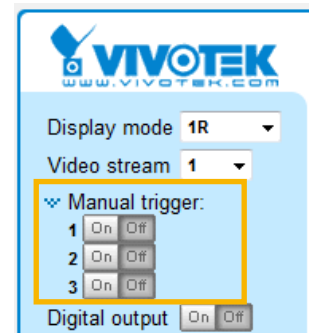 VIVOTEK
www.vivotek.com
Display mode 1R
Video stream 1
Manual trigger:
1 On Off
2 On Off
3 On Off
Digital output On Off